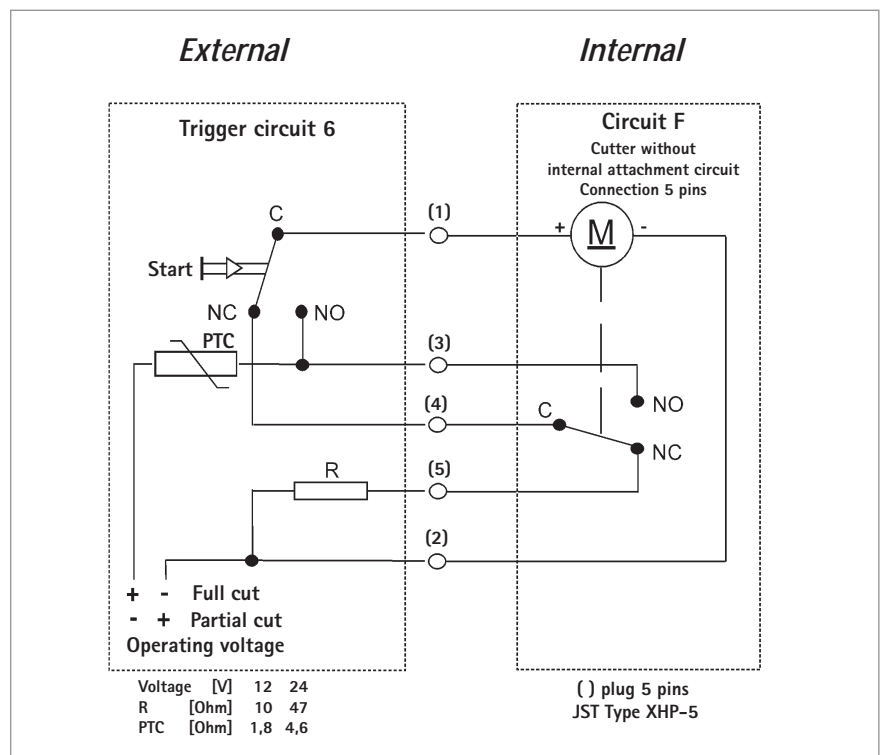 External
Internal
Trigger circuit 6
Circuit F
Cutter without
internal attachment circuit
Connection 5 pins
C
(1)
+ M -
Start
NC
NO
PTC
(3)
(4)
C
NO
NC
R
(5)
(2)
+ - Full cut
- + Partial cut
Operating voltage
Voltage [V] 12 24
R [Ohm] 10 47
PTC [Ohm] 1,8 4,6
( ) plug 5 pins
JST Type XHP-5